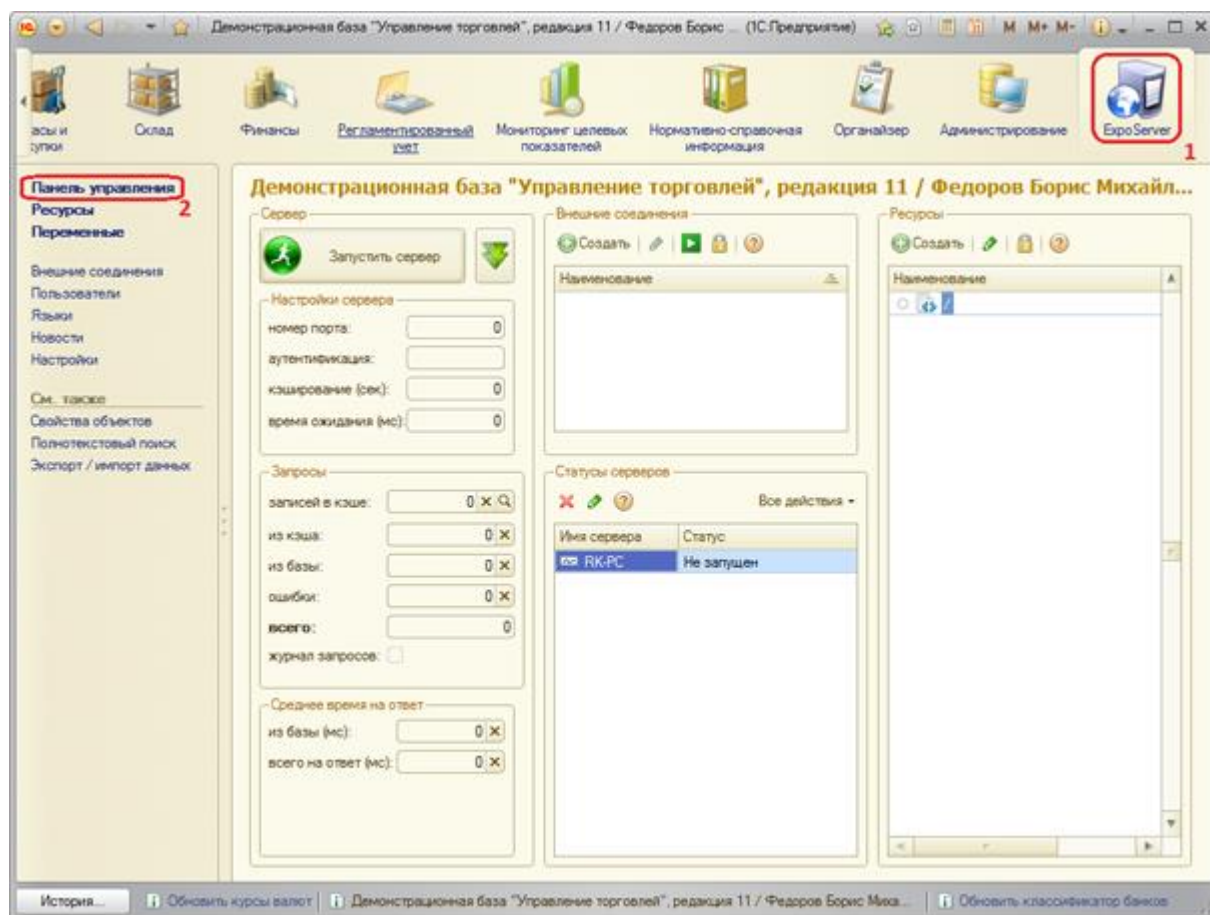 Демонстрационная база "Управление торговлей", редакция 11 / Федоров Борис ... (1С:Предприятие)
M M+ M-
асы и
купки
Склад
Финансы
Регламентированный
учет
Мониторинг целевых
показателей
Нормативно-справочная
информация
Органайзер
Администрирование
ExpoServer
1
Панель управления
2
Ресурсы
Переменные
Внешние соединения
Пользователи
Языки
Новости
Настройки
См. также
Свойства объектов
Полнотекстовый поиск
Экспорт / импорт данных
Демонстрационная база "Управление торговлей", редакция 11 / Федоров Борис Михайл...
Сервер
Запустить сервер
Настройки сервера
номер порта: 0
аутентификация:
кэширование (сек): 0
время ожидания (мс): 0
Запросы
записей в кэше: 0
из кэша: 0
из базы: 0
ошибки: 0
всего: 0
журнал запросов:
Среднее время на ответ
из базы (мс): 0
всего на ответ (мс): 0
Внешние соединения
Создать
Наименование
Статусы серверов
Все действия
Имя сервера Статус
RK-PC Не запущен
Ресурсы
Создать
Наименование
/
История...
Обновить курсы валют
Демонстрационная база "Управление торговлей", редакция 11 / Федоров Борис Миха...
Обновить классификатор банков